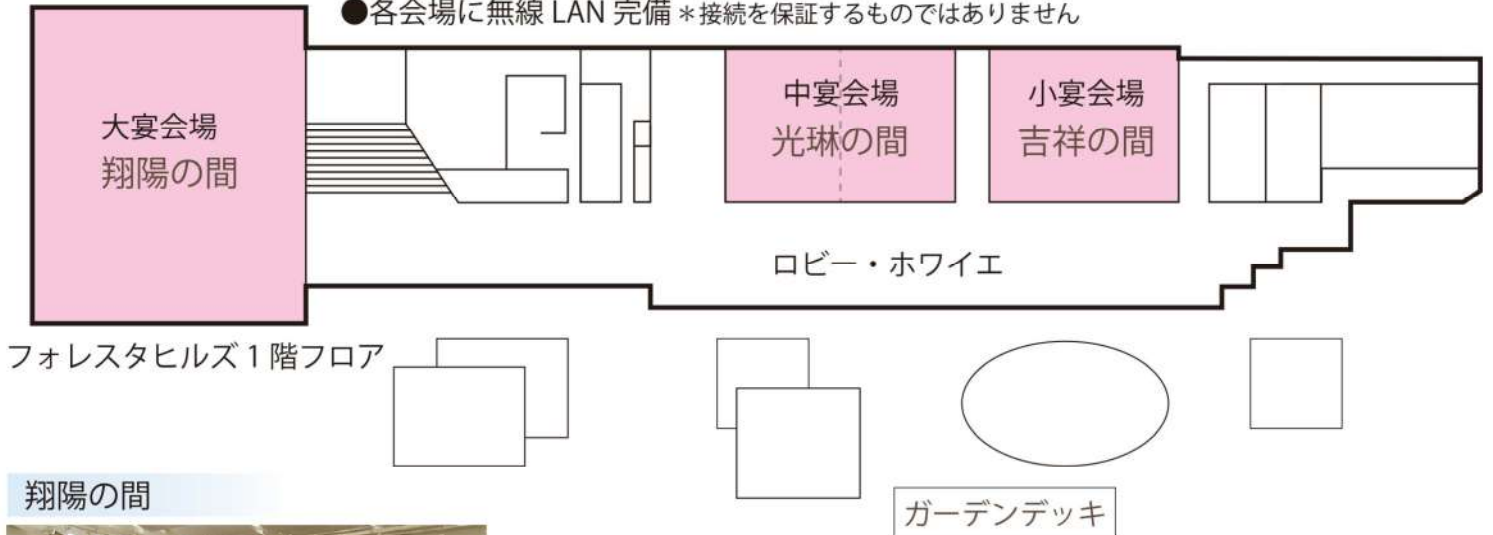 ●各会場に無線 LAN 完備 ＊接続を保証するものではありません
大宴会場
翔陽の間
中宴会場
光琳の間
小宴会場
吉祥の間
ロビー・ホワイエ
フォレスタヒルズ 1 階フロア
翔陽の間
ガーデンデッキ